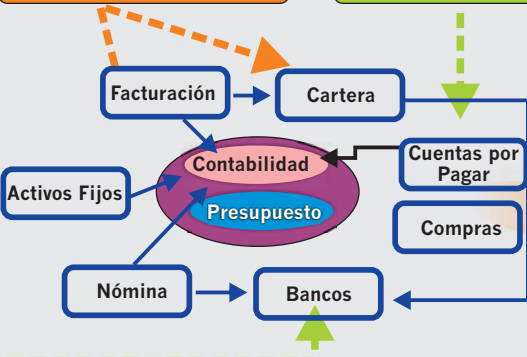 Facturación
Cartera
Contabilidad
Cuentas por
Pagar
Activos Fijos
Presupuesto
Compras
Nómina
Bancos